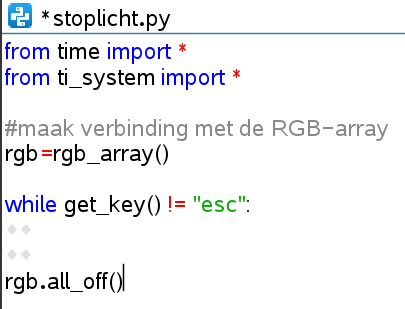 *stoplicht.py
from time import *
from ti_system import *
#maak verbinding met de RGB-array
rgb=rgb_array()
while get_key() != "esc":
rgb.all_off()